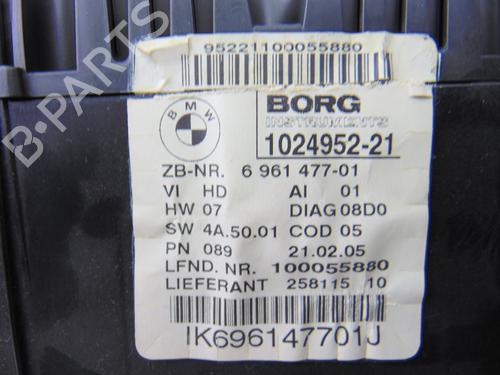 95221100055880
BMW
BORG
INSTRUMENTS
1024952-21
ZB-NR. 6 961 477-01
VI HD AI 01
HW 07 DIAG 08D0
SW 4A.50.01 COD 05
PN 089 21.02.05
LFND. NR. 100055880
LIEFERANT 258115 10
IK696147701J
B-PARTS